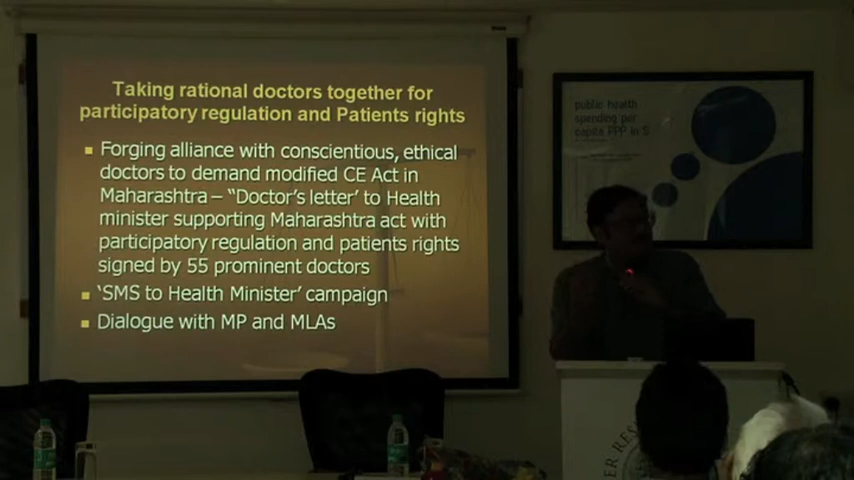 Taking rational doctors together for
participatory regulation and Patients rights
Forging alliance with conscientious, ethical
doctors to demand modified CE Act in
Maharashtra – “Doctor’s letter’ to Health
minister supporting Maharashtra act with
participatory regulation and patients rights
signed by 55 prominent doctors
‘SMS to Health Minister’ campaign
Dialogue with MP and MLAs
public health
spending per
capita PPP in $